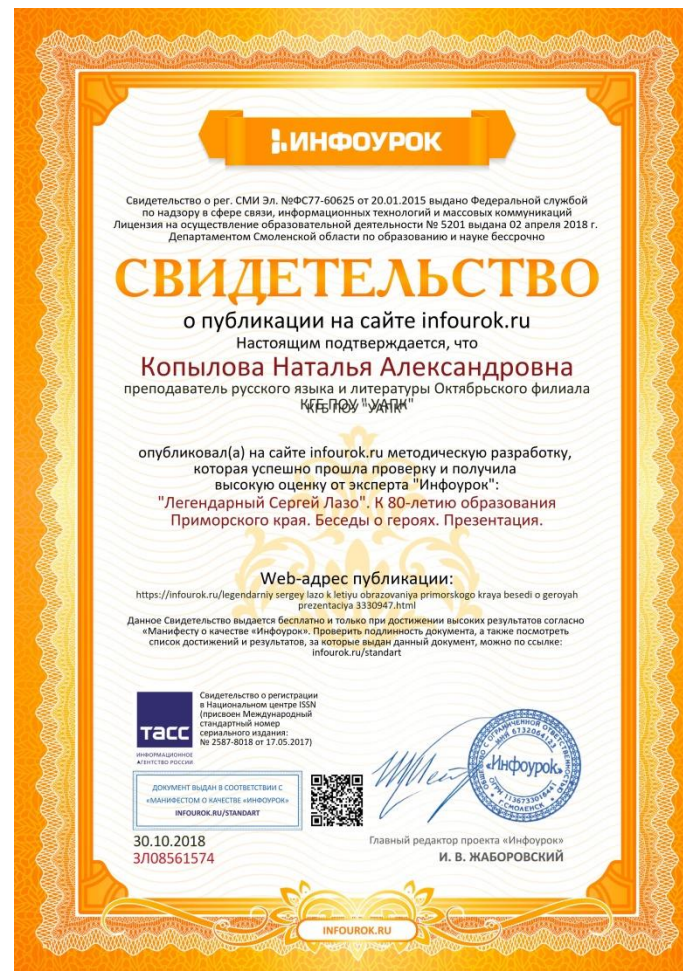 ИНФОУРОК
Свидетельство о рег. СМИ Эл. №ФС77-60625 от 20.01.2015 выдано Федеральной службой
по надзору в сфере связи, информационных технологий и массовых коммуникаций
Лицензия на осуществление образовательной деятельности № 5201 выдана 02 апреля 2018 г.
Департаментом Смоленской области по образованию и науке бессрочно
СВИДЕТЕЛЬСТВО
о публикации на сайте infourok.ru
Настоящим подтверждается, что
Копылова Наталья Александровна
преподаватель русского языка и литературы Октябрьского филиала
КГБ ПОУ "УАПК"
опубликовал(а) на сайте infourok.ru методическую разработку,
которая успешно прошла проверку и получила
высокую оценку от эксперта "Инфоурок":
"Легендарный Сергей Лазо". К 80-летию образования
Приморского края. Беседы о героях. Презентация.
Web-адрес публикации:
https://infourok.ru/legendarniy sergey lazo k letiyu obrazovaniya primorskogo kraya besedi o geroyah
prezentaciya 3330947.html
Данное Свидетельство выдается бесплатно и только при достижении высоких результатов согласно
«Манифесту о качестве «Инфоурок». Проверить подлинность документа, а также посмотреть
список достижений и результатов, за которые выдан данный документ, можно по ссылке:
infourok.ru/standart
Свидетельство о регистрации
в Национальном центре ISSN
(присвоен Международный
стандартный номер
сериального издания:
№ 2587-8018 от 17.05.2017)
ТАСС
ИНФОРМАЦИОННОЕ
АГЕНТСТВО РОССИИ
ДОКУМЕНТ ВЫДАН В СООТВЕТСТВИИ С
«МАНИФЕСТОМ О КАЧЕСТВЕ «ИНФОУРОК»
INFOUROK.RU/STANDART
ОБЩЕСТВО С ОГРАНИЧЕННОЙ ОТВЕТСТВЕННОСТЬЮ
«Инфоурок»
Г.СМОЛЕНСК
30.10.2018
ЗЛ08561574
Главный редактор проекта «Инфоурок»
И. В. ЖАБОРОВСКИЙ
INFOUROK.RU